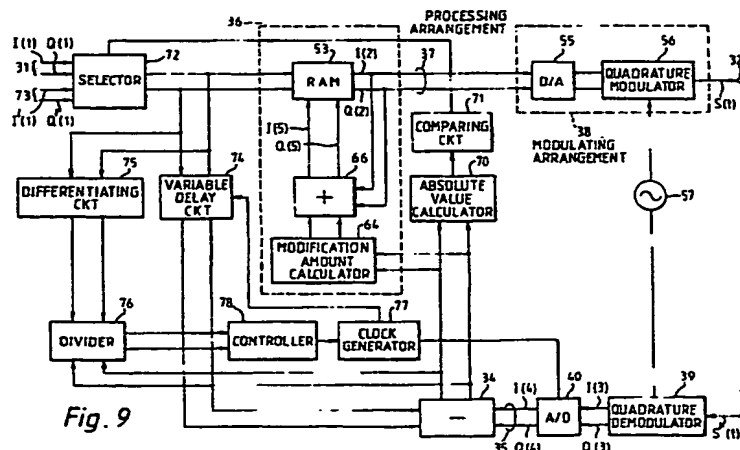 PROCESSING
ARRANGEMENT
36
I(1) Q(1)
31
72
SELECTOR
73
I(1) Q(1)
53
RAM
I(2)
Q(2)
37
55
D/A
56
QUADRATURE
MODULATOR
32
S(t)
38
MODULATING
ARRANGEMENT
I(5)
Q(5)
71
COMPARING
CKT
75
DIFFERENTIATING
CKT
74
VARIABLE
DELAY CKT
66
+
70
ABSOLUTE
VALUE
CALCULATOR
57
64
MODIFICATION
AMOUNT
CALCULATOR
76
DIVIDER
78
CONTROLLER
77
CLOCK
GENERATOR
34
−
I(4)
Q(4)
35
40
A/D
I(3)
Q(3)
39
QUADRATURE
DEMODULATOR
S'(t)
Fig. 9